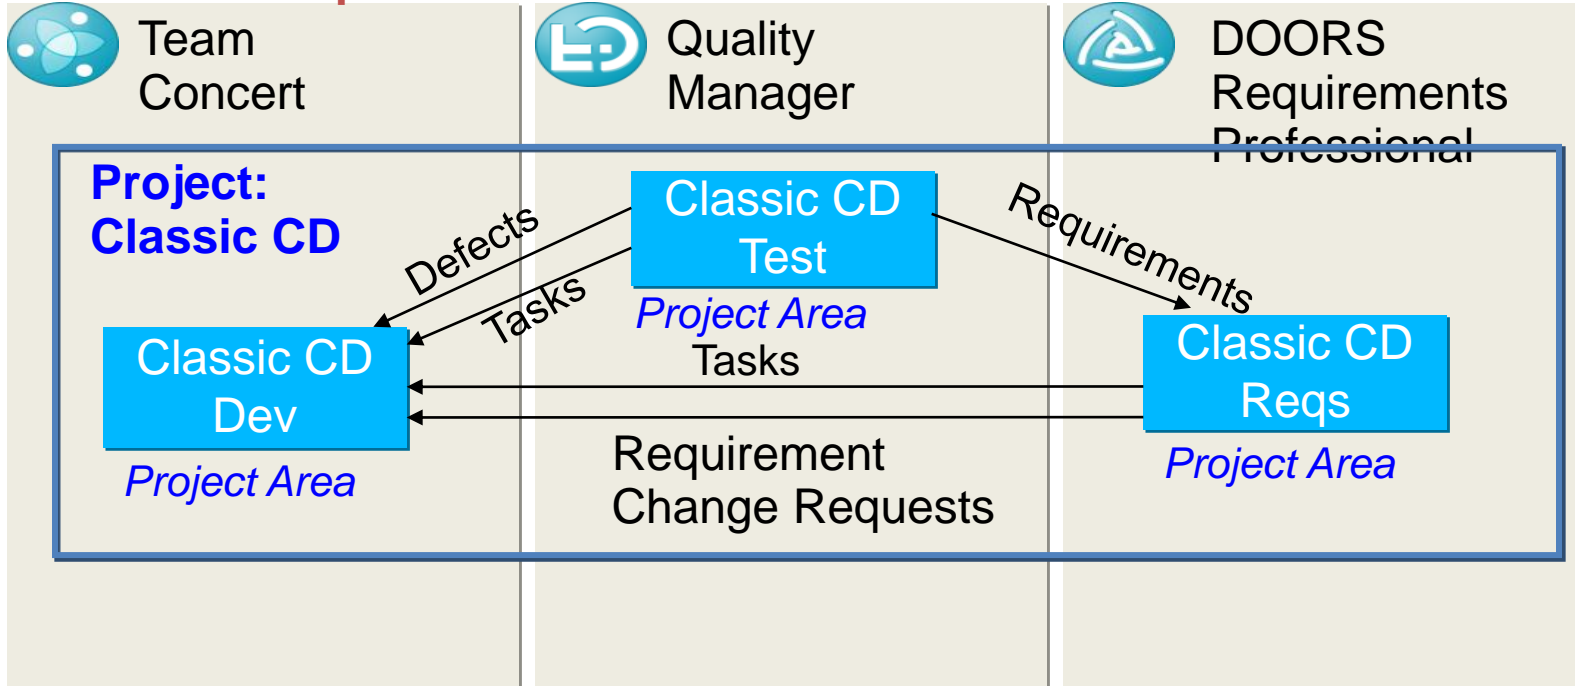 Team
Concert
Quality
Manager
DOORS
Requirements
Professional
Project:
Classic CD
Classic CD
Test
Project Area
Defects
Tasks
Requirements
Classic CD
Dev
Project Area
Tasks
Requirement
Change Requests
Classic CD
Reqs
Project Area